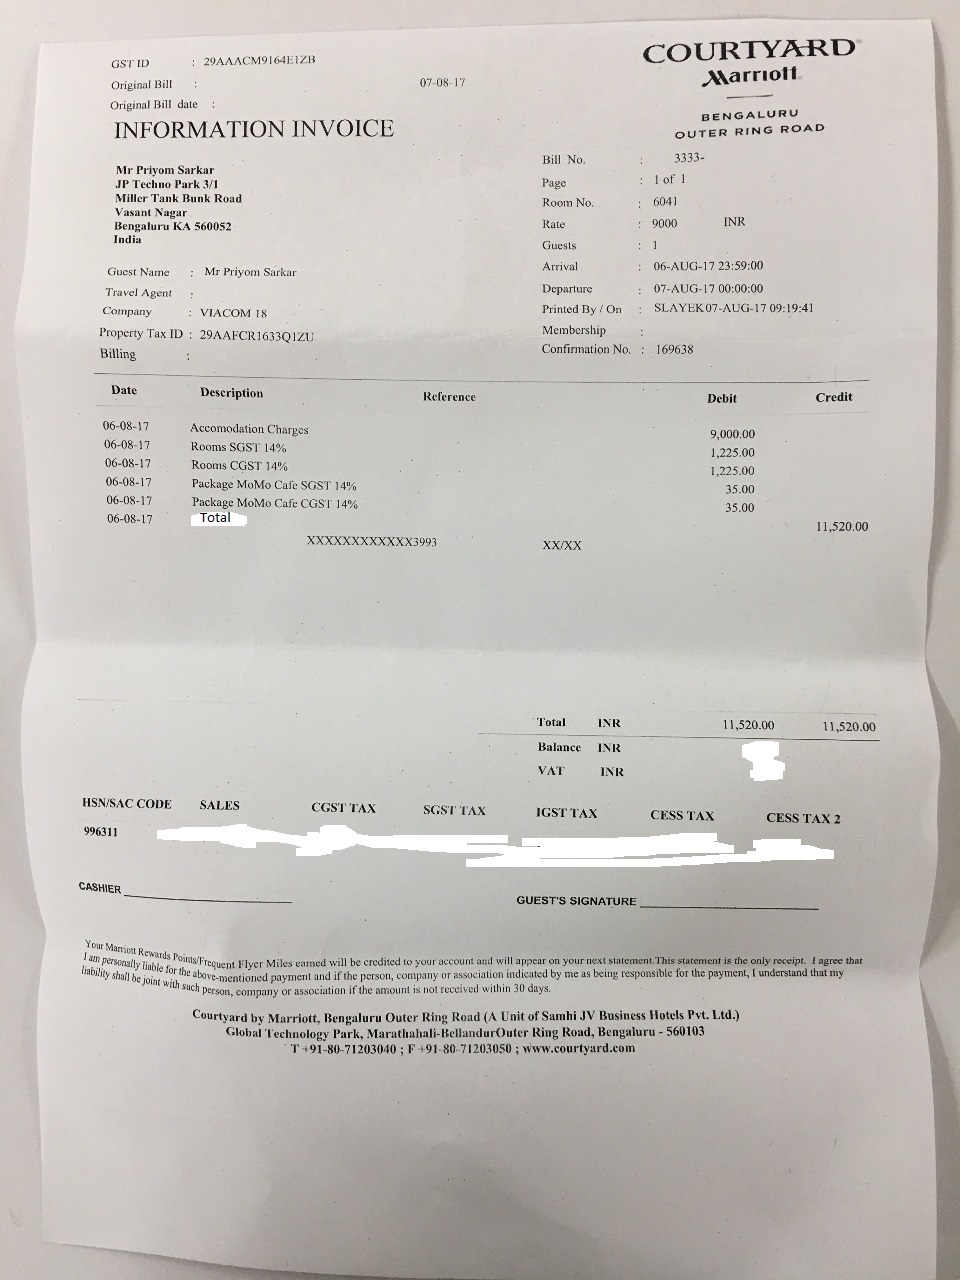 COURTYARD
Marriott
BENGALURU
OUTER RING ROAD
GST ID : 29AAACM9164E1ZB
Original Bill : 07-08-17
Original Bill date :
INFORMATION INVOICE
Mr Priyom Sarkar
JP Techno Park 3/1
Miller Tank Bunk Road
Vasant Nagar
Bengaluru KA 560052
India
Guest Name : Mr Priyom Sarkar
Travel Agent :
Company : VIACOM 18
Property Tax ID : 29AAFCR1633Q1ZU
Billing :
Bill No. : 3333-
Page : 1 of 1
Room No. : 6041
Rate : 9000 INR
Guests : 1
Arrival : 06-AUG-17 23:59:00
Departure : 07-AUG-17 00:00:00
Printed By / On : SLAYEK07-AUG-17 09:19:41
Membership :
Confirmation No. : 169638
Date Description Reference Debit Credit
06-08-17 Accomodation Charges 9,000.00
06-08-17 Rooms SGST 14% 1,225.00
06-08-17 Rooms CGST 14% 1,225.00
06-08-17 Package MoMo Cafe SGST 14% 35.00
06-08-17 Package MoMo Cafe CGST 14% 35.00
06-08-17 Total 11,520.00
XXXXXXXXXXXX3993 XX/XX
Total INR 11,520.00 11,520.00
Balance INR
VAT INR
HSN/SAC CODE SALES CGST TAX SGST TAX IGST TAX CESS TAX CESS TAX 2
996311
CASHIER
GUEST'S SIGNATURE
Your Marriott Rewards Points/Frequent Flyer Miles earned will be credited to your account and will appear on your next statement.This statement is the only receipt. I agree that
I am personally liable for the above-mentioned payment and if the person, company or association indicated by me as being responsible for the payment, I understand that my
liability shall be joint with such person, company or association if the amount is not received within 30 days.
Courtyard by Marriott, Bengaluru Outer Ring Road (A Unit of Samhi JV Business Hotels Pvt. Ltd.)
Global Technology Park, Marathahali-BellandurOuter Ring Road, Bengaluru - 560103
T +91-80-71203040 ; F +91-80-71203050 ; www.courtyard.com